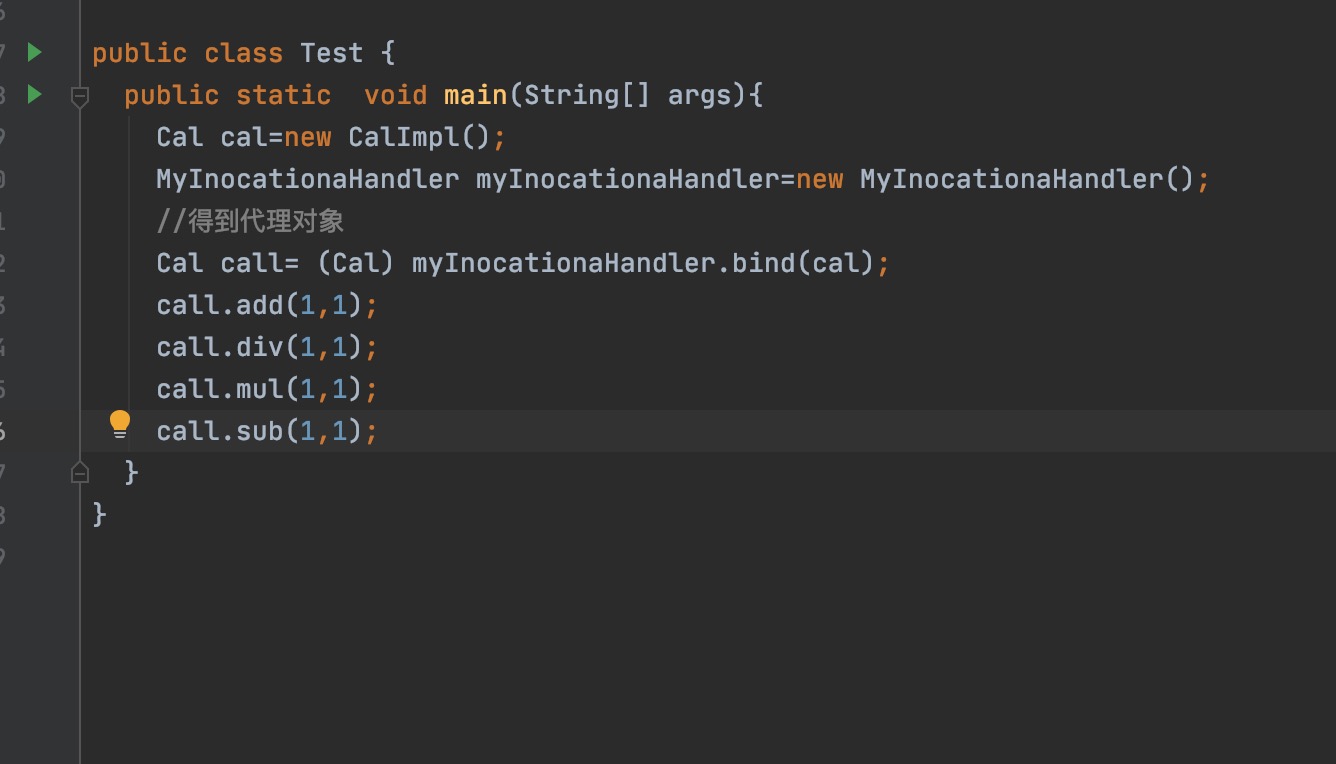 public class Test {
public static  void main(String[] args){
Cal cal=new CalImpl();
MyInocationaHandler myInocationaHandler=new MyInocationaHandler();
//得到代理对象
Cal call= (Cal) myInocationaHandler.bind(cal);
call.add(1,1);
call.div(1,1);
call.mul(1,1);
call.sub(1,1);
}
}